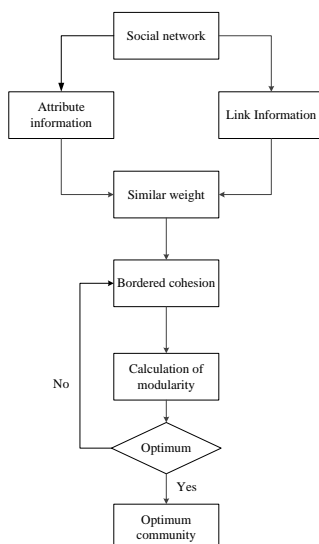 Social network
Attribute
information
Link Information
Similar weight
Bordered cohesion
Calculation of
modularity
No
Optimum
Yes
Optimum
community